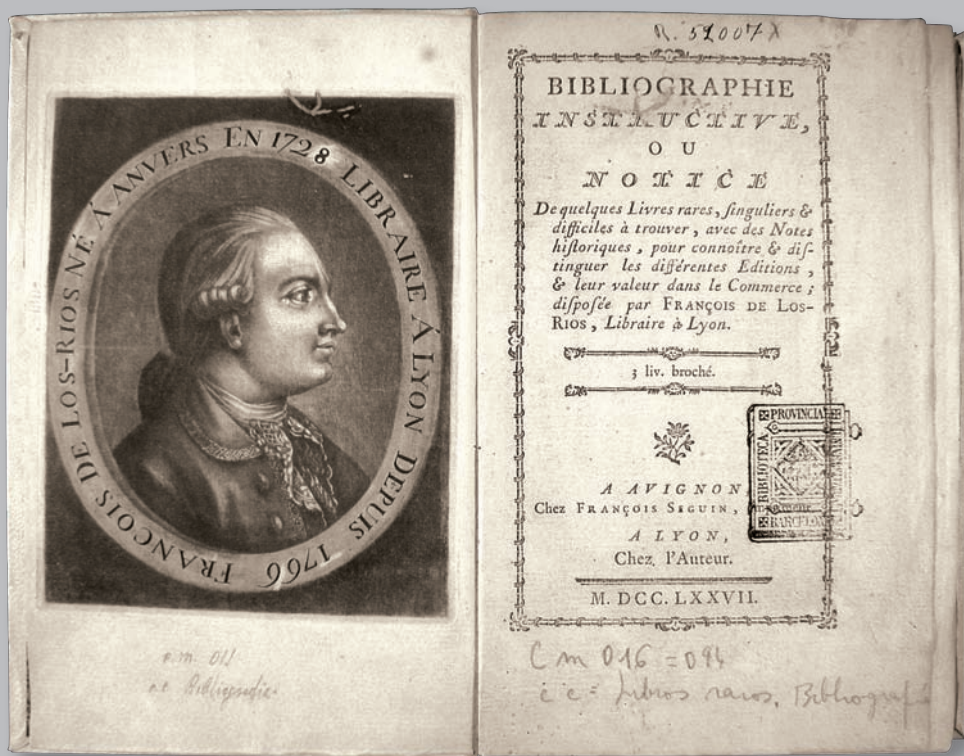 FRANCOIS DE LOS-RIOS NÉ Á ANVERS EN 1728 LIBRAIRE Á LYON DEPUIS 1766
R. 52007
BIBLIOGRAPHIE
INSTRUCTIVE,
OU
NOTICE
De quelques Livres rares, ſinguliers &
difficiles à trouver, avec des Notes
hiſtoriques, pour connoître & diſ-
tinguer les différentes Editions,
& leur valeur dans le Commerce;
diſpoſée par FRANÇOIS DE LOS-
RIOS, Libraire à Lyon.
3 liv. broché.
A AVIGNON
Chez FRANÇOIS SEGUIN,
A LYON,
Chez l'Auteur.
M. DCC. LXXVII.
BIBLIOTECA
PROVINCIAL
BARCELONA
Cm 016 = 094
c c = Libros raros. Bibliografi